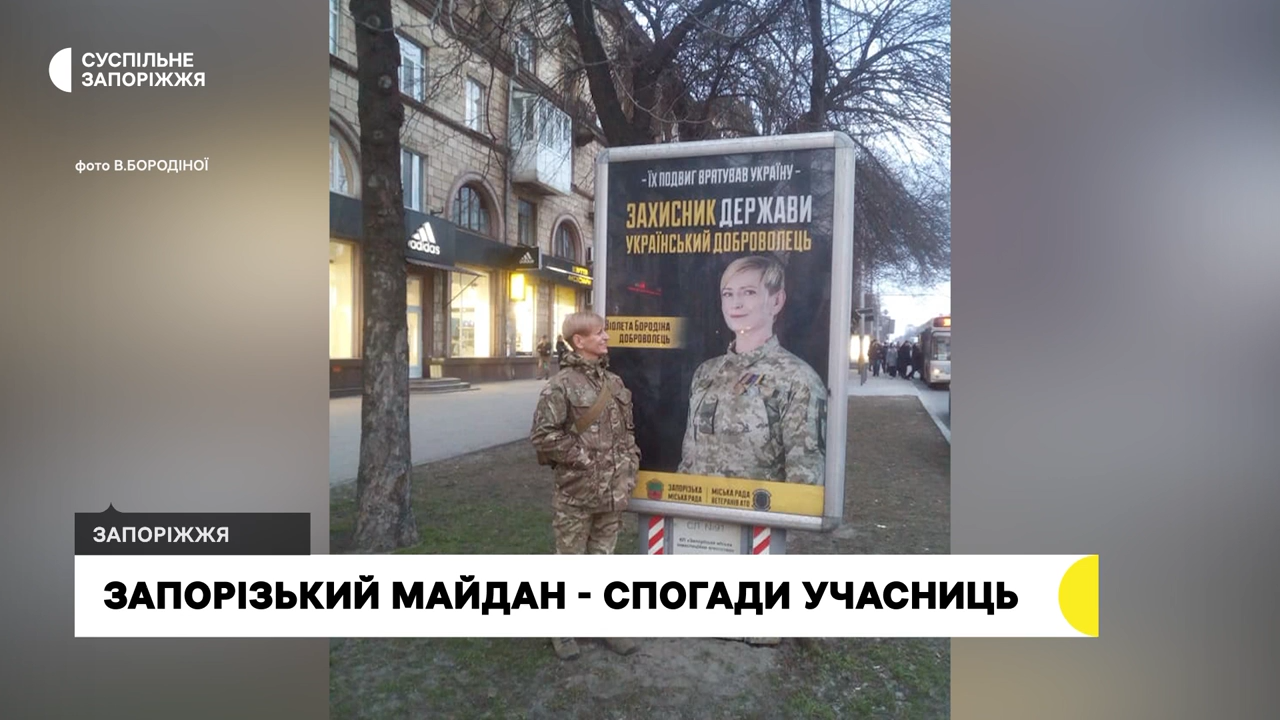 СУСПІЛЬНЕ
ЗАПОРІЖЖЯ
фото В.БОРОДІНОЇ
- ЇХ ПОДВИГ ВРЯТУВАВ УКРАЇНУ -
ЗАХИСНИК ДЕРЖАВИ
УКРАЇНСЬКИЙ ДОБРОВОЛЕЦЬ
adidas
ВІОЛЕТА БОРОДІНА
ДОБРОВОЛЕЦЬ
ЗАПОРІЗЬКА
МІСЬКА РАДА
МІСЬКА РАДА
ВЕТЕРАНІВ АТО
ЗАПОРІЖЖЯ
ЗАПОРІЗЬКИЙ МАЙДАН - СПОГАДИ УЧАСНИЦЬ